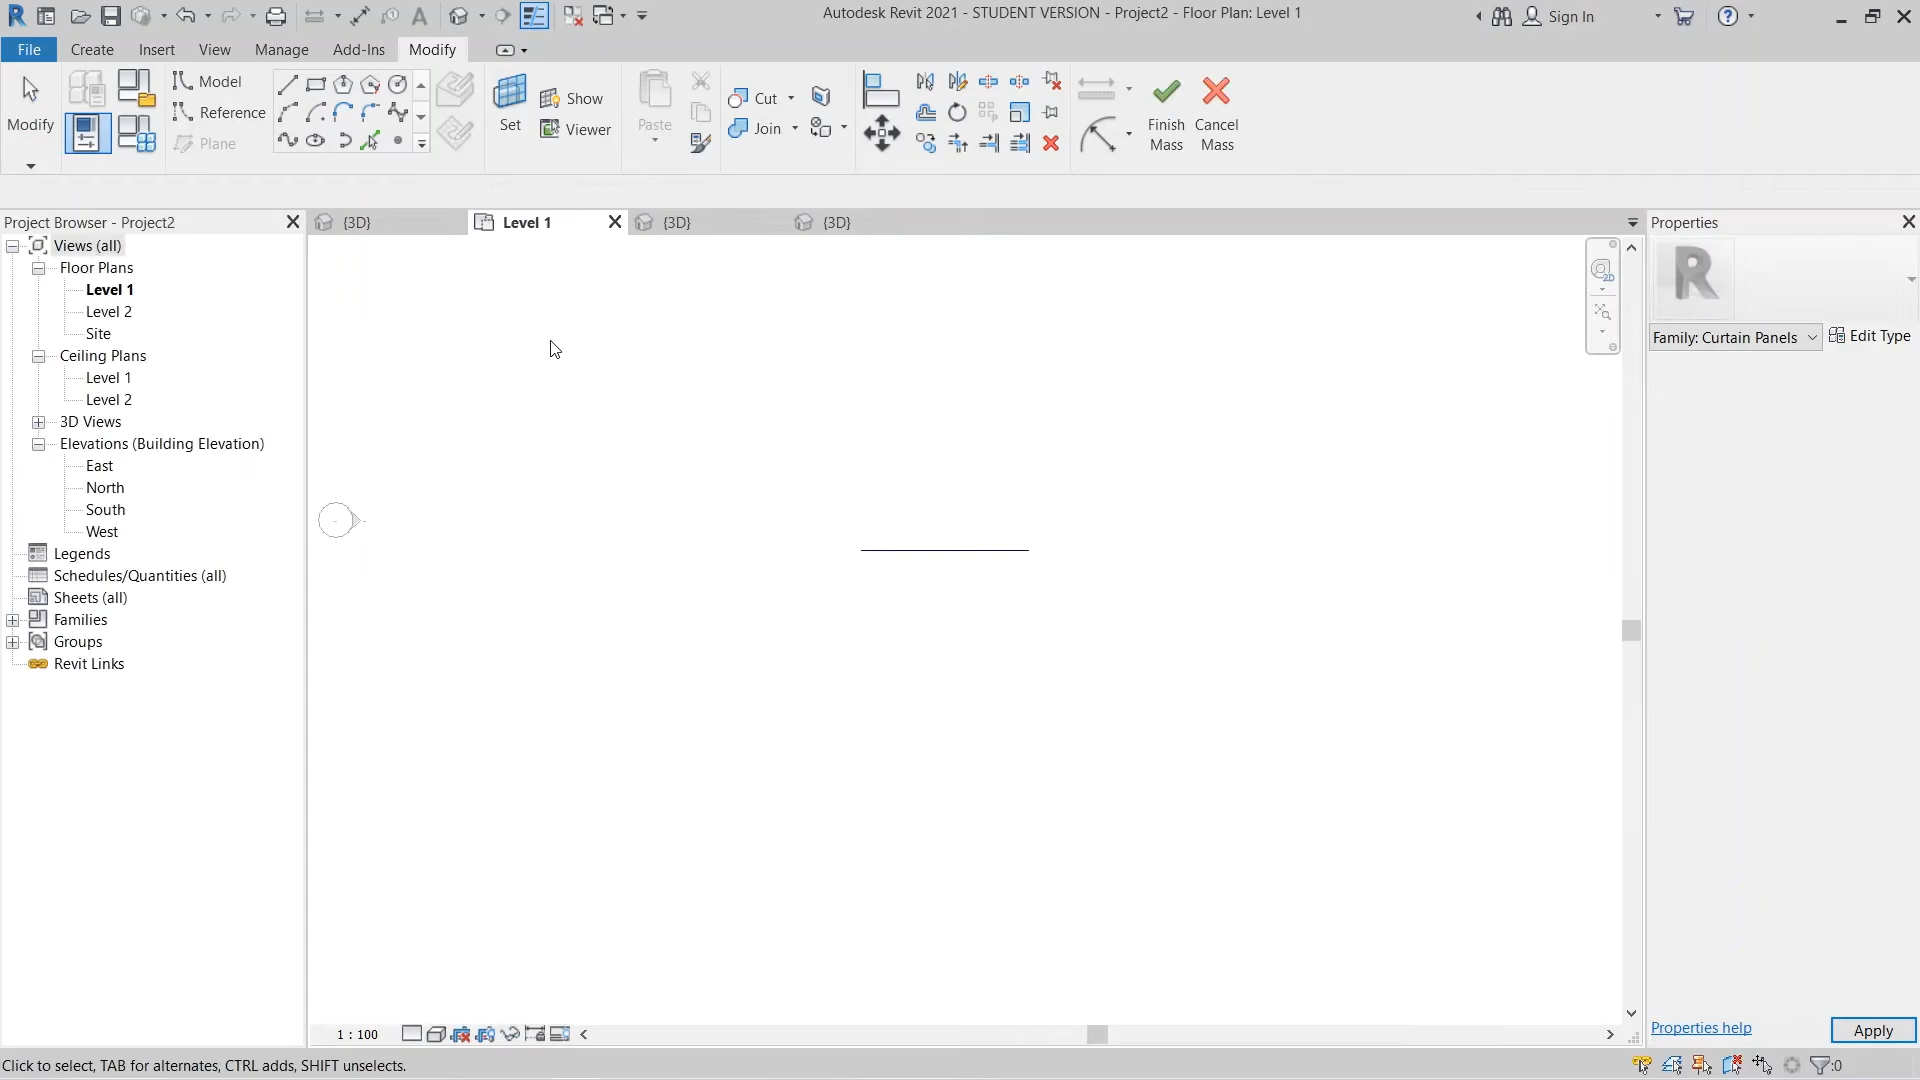 Autodesk Revit 2021 - STUDENT VERSION - Project2 - Floor Plan: Level 1
Sign In
File
Create
Insert
View
Manage
Add-Ins
Modify
Modify
Model
Reference
Plane
Set
Show
Viewer
Paste
Cut
Join
Finish Mass
Cancel Mass
Project Browser - Project2
{3D}
Level 1
{3D}
{3D}
Properties
Views (all)
Floor Plans
Level 1
Level 2
Site
Ceiling Plans
Level 1
Level 2
3D Views
Elevations (Building Elevation)
East
North
South
West
Legends
Schedules/Quantities (all)
Sheets (all)
Families
Groups
Revit Links
2D
R
Family: Curtain Panels
Edit Type
1 : 100
Properties help
Apply
Click to select, TAB for alternates, CTRL adds, SHIFT unselects.
:0